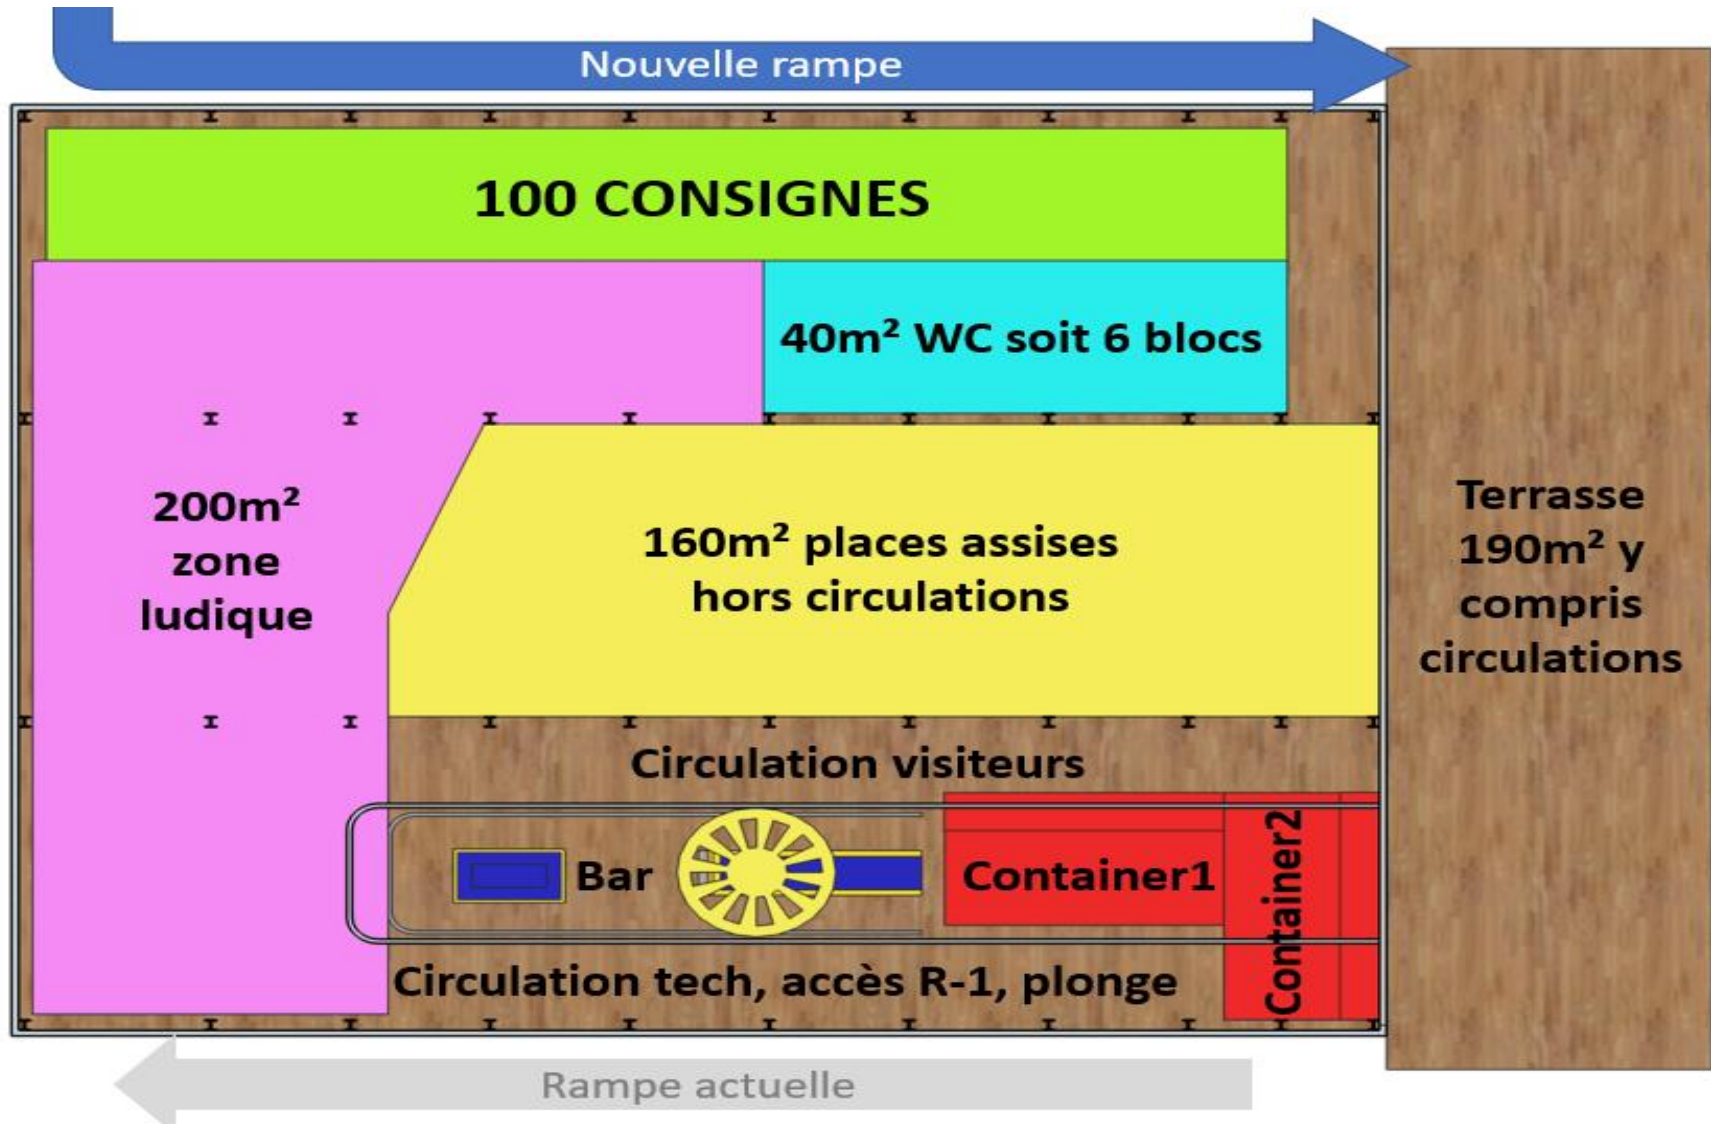 Nouvelle rampe
100 CONSIGNES
40m² WC soit 6 blocs
200m²
zone
ludique
160m² places assises
hors circulations
Terrasse
190m² y
compris
circulations
Circulation visiteurs
Bar
Container1
Container2
Circulation tech, accès R-1, plonge
Rampe actuelle